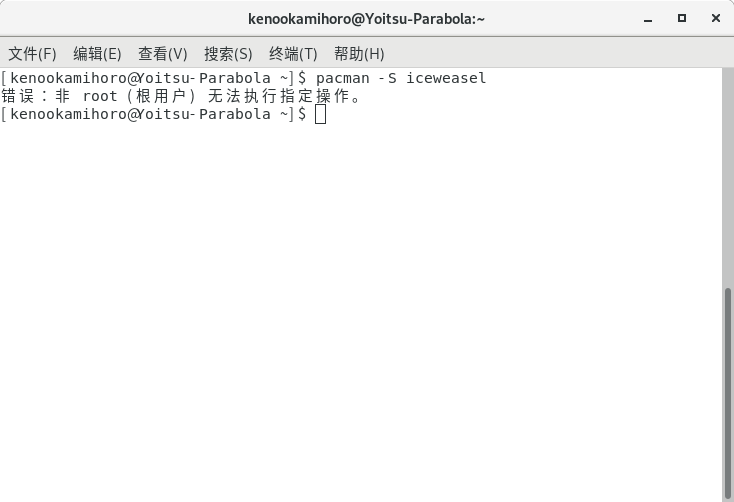 kenookamihoro@Yoitsu-Parabola:~
文件(F) 编辑(E) 查看(V) 搜索(S) 终端(T) 帮助(H)
[kenookamihoro@Yoitsu-Parabola ~]$ pacman -S iceweasel
错误：非 root (根用户) 无法执行指定操作。
[kenookamihoro@Yoitsu-Parabola ~]$